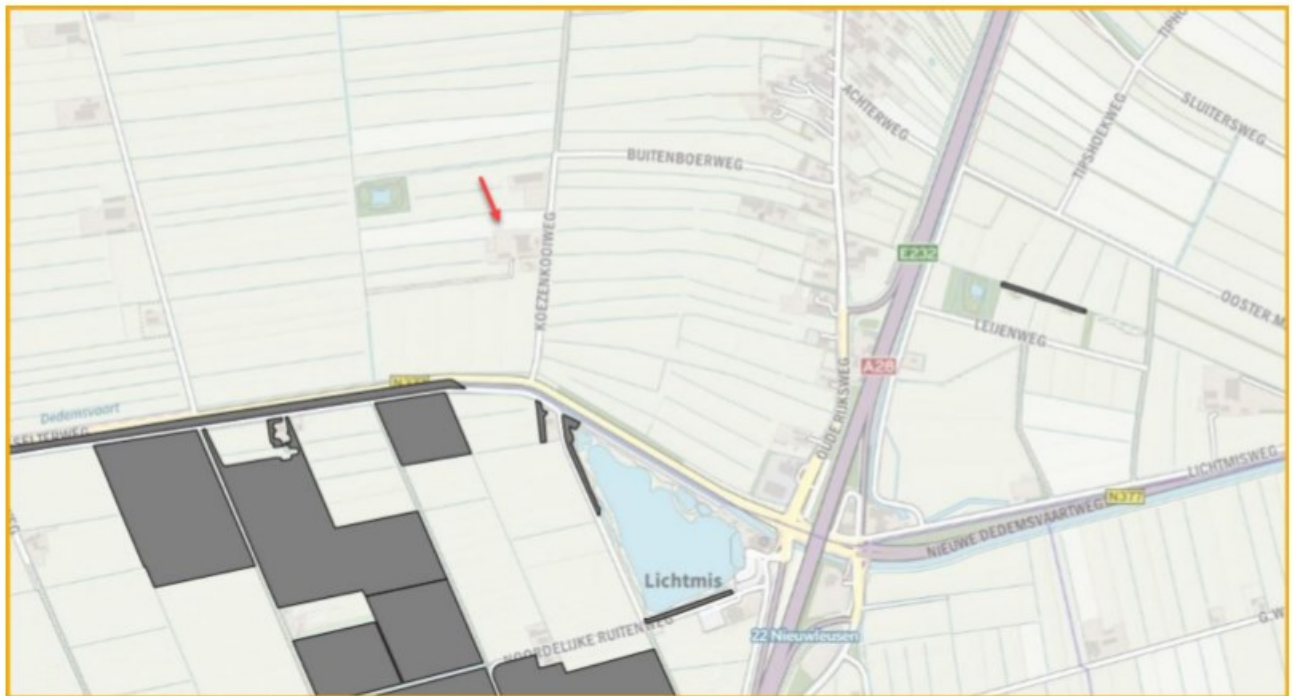 ACHTERWEG
SLUITERSWEG
TIPSHOEKWEG
BUITENBOERWEG
KOEZENKOOIWEG
E232
OOSTER M
LEIJENWEG
A28
Dedemsvaart
OUDE RIJKSWEG
LICHTMISWEG
N377
NIEUWE DEDEMSVAARTWEG
Lichtmis
NOORDELIJKE RUITENWEG
22 Nieuwleusen
G.W